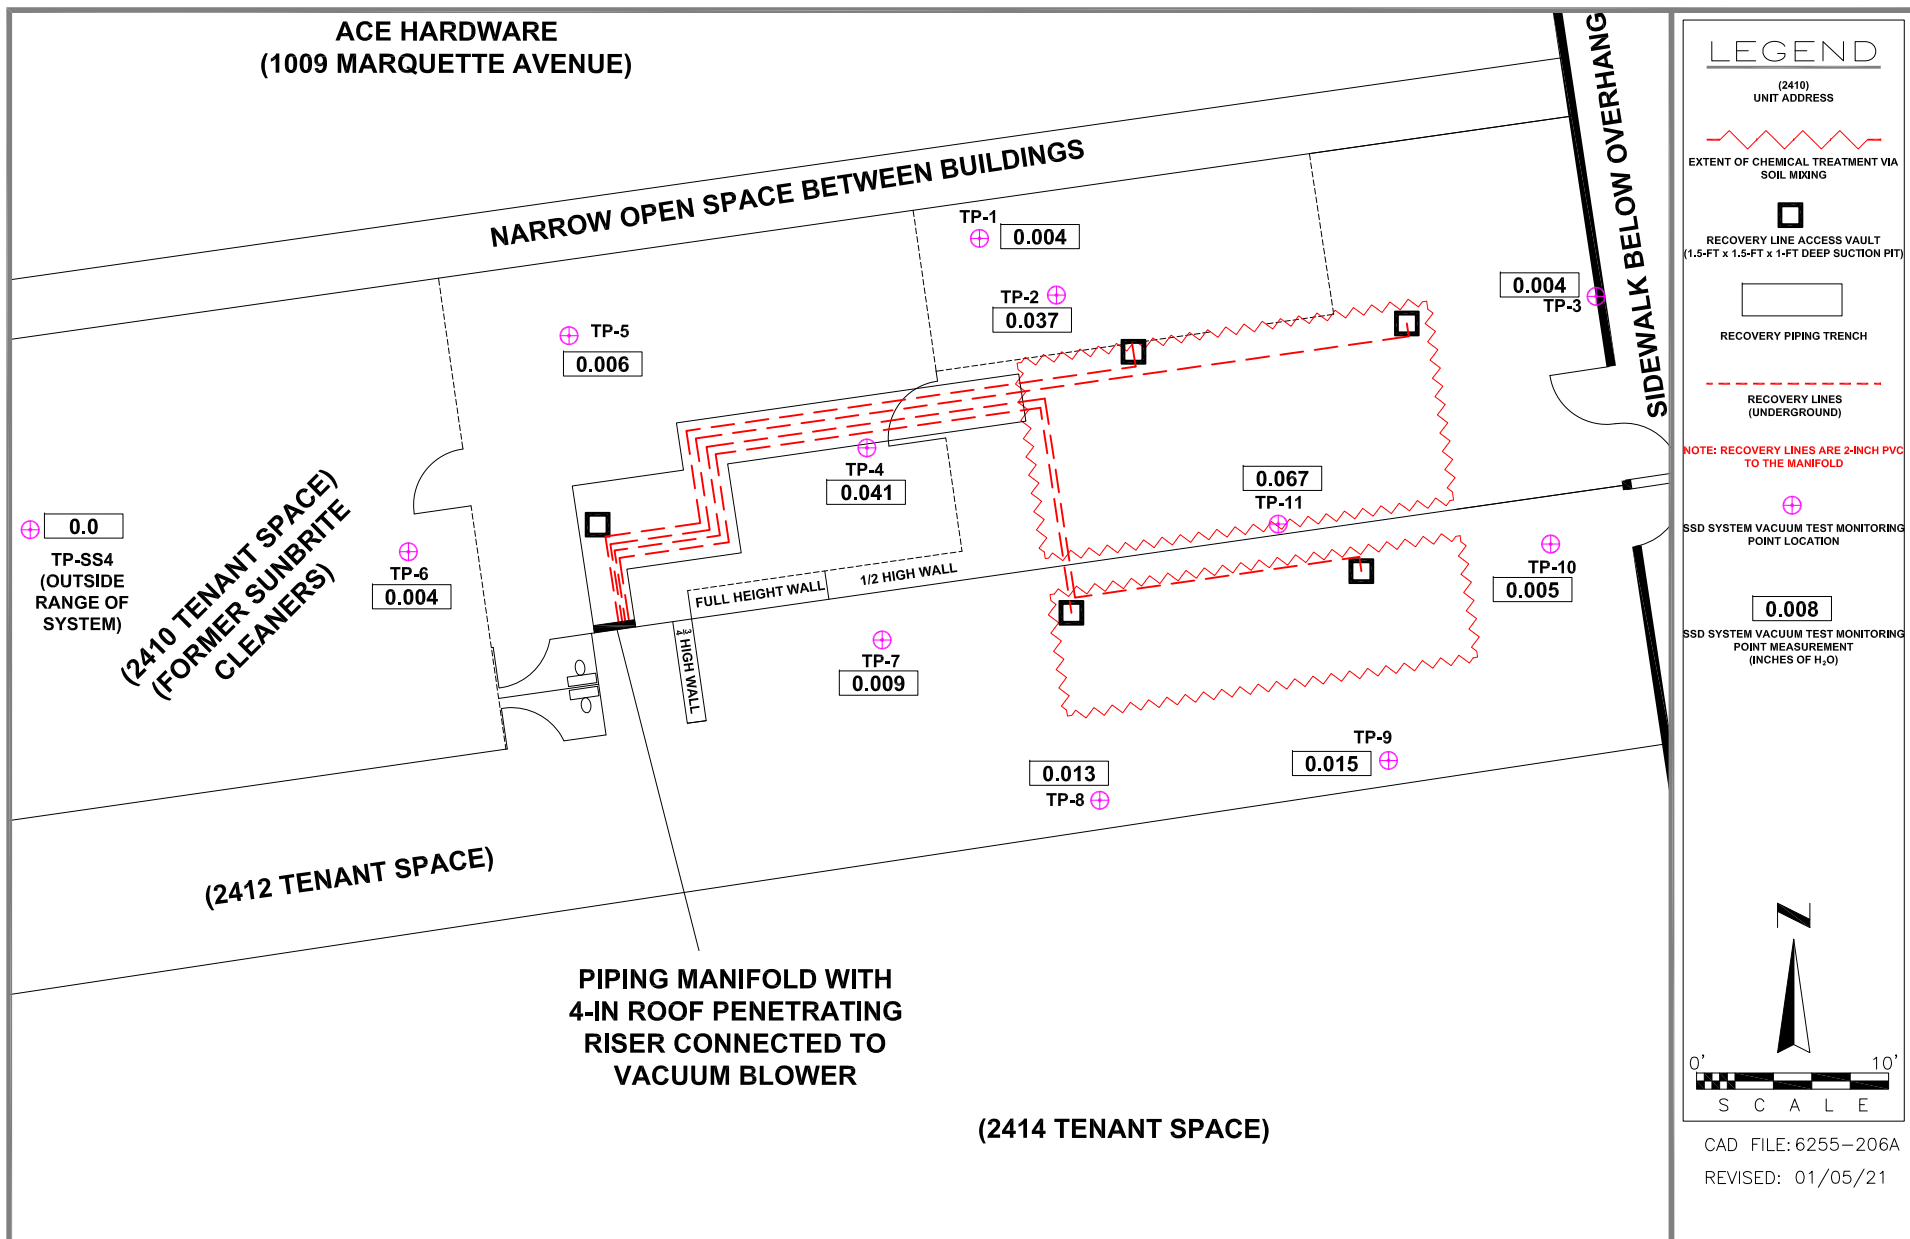 ACE HARDWARE
(1009 MARQUETTE AVENUE)
NARROW OPEN SPACE BETWEEN BUILDINGS
SIDEWALK BELOW OVERHANG
TP-1
0.004
TP-2
0.037
0.004
TP-3
TP-5
0.006
TP-4
0.041
0.067
TP-11
0.0
TP-SS4
(OUTSIDE
RANGE OF
SYSTEM)
(2410 TENANT SPACE)
(FORMER SUNBRITE
CLEANERS)
TP-6
0.004
FULL HEIGHT WALL
1/2 HIGH WALL
3/4 HIGH WALL
TP-10
0.005
TP-7
0.009
0.013
TP-8
TP-9
0.015
(2412 TENANT SPACE)
PIPING MANIFOLD WITH
4-IN ROOF PENETRATING
RISER CONNECTED TO
VACUUM BLOWER
(2414 TENANT SPACE)
LEGEND
(2410)
UNIT ADDRESS
EXTENT OF CHEMICAL TREATMENT VIA
SOIL MIXING
RECOVERY LINE ACCESS VAULT
(1.5-FT x 1.5-FT x 1-FT DEEP SUCTION PIT)
RECOVERY PIPING TRENCH
RECOVERY LINES
(UNDERGROUND)
NOTE: RECOVERY LINES ARE 2-INCH PVC
TO THE MANIFOLD
SSD SYSTEM VACUUM TEST MONITORING
POINT LOCATION
0.008
SSD SYSTEM VACUUM TEST MONITORING
POINT MEASUREMENT
(INCHES OF H₂O)
N
0' 10'
SCALE
CAD FILE: 6255-206A
REVISED: 01/05/21